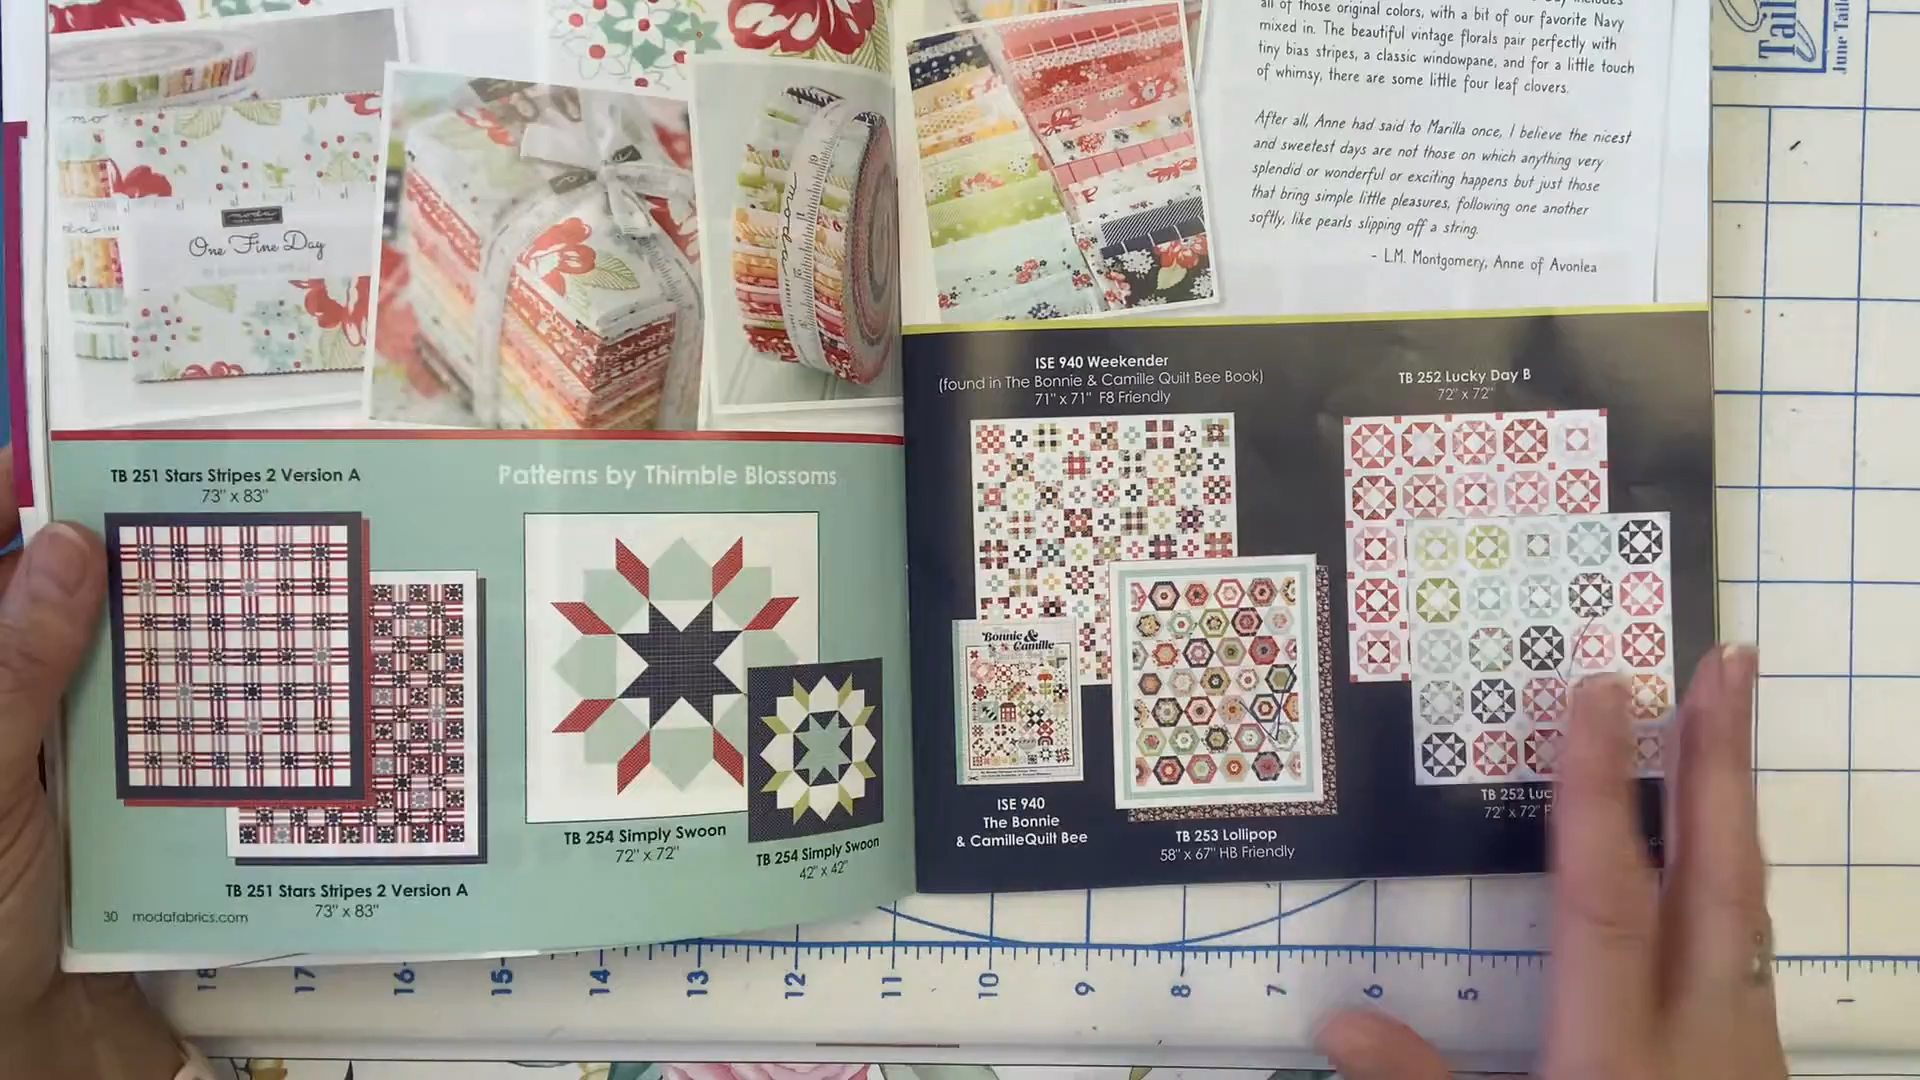 all of those original colors, with a bit of our favorite Navy
mixed in. The beautiful vintage florals pair perfectly with
tiny bias stripes, a classic windowpane, and for a little touch
of whimsy, there are some little four leaf clovers.
After all, Anne had said to Marilla once, I believe the nicest
and sweetest days are not those on which anything very
splendid or wonderful or exciting happens but just those
that bring simple little pleasures, following one another
softly, like pearls slipping off a string.
- L.M. Montgomery, Anne of Avonlea
moda
One Fine Day
moda
TB 251 Stars Stripes 2 Version A
73" x 83"
Patterns by Thimble Blossoms
TB 254 Simply Swoon
72" x 72"
TB 254 Simply Swoon
42" x 42"
TB 251 Stars Stripes 2 Version A
73" x 83"
30 modafabrics.com
ISE 940 Weekender
(found in The Bonnie & Camille Quilt Bee Book)
71" x 71" F8 Friendly
TB 252 Lucky Day B
72" x 72"
Bonnie &
Camille
ISE 940
The Bonnie
& CamilleQuilt Bee
TB 253 Lollipop
58" x 67" HB Friendly
TB 252
72" x 72"
June Tailor
18 17 16 15 14 13 12 11 10 9 8 7 6 5 1